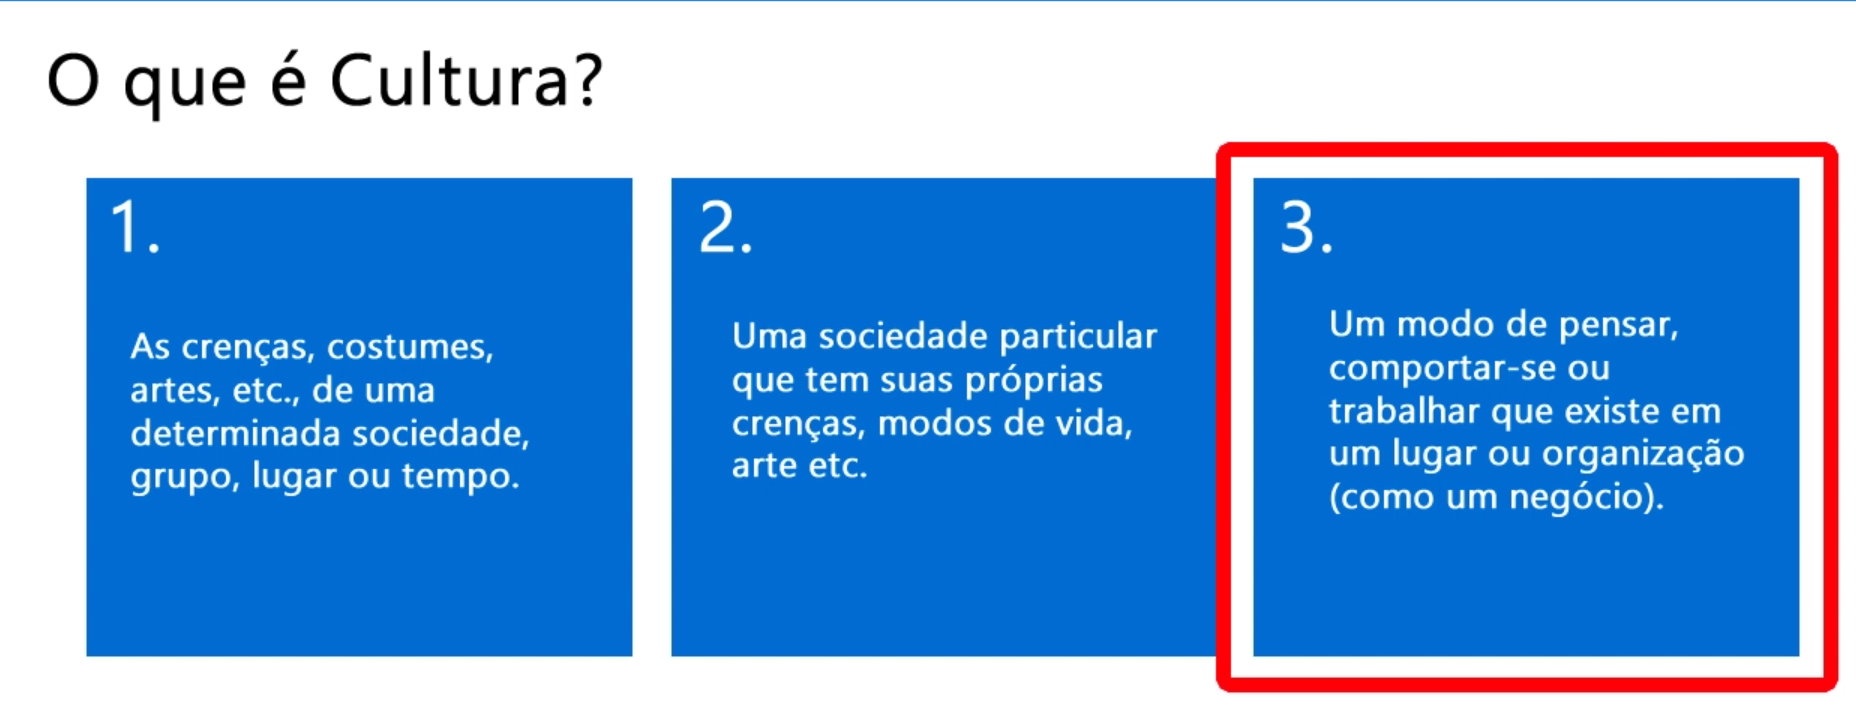 O que é Cultura?
1.
As crenças, costumes,
artes, etc., de uma
determinada sociedade,
grupo, lugar ou tempo.
2.
Uma sociedade particular
que tem suas próprias
crenças, modos de vida,
arte etc.
3.
Um modo de pensar,
comportar-se ou
trabalhar que existe em
um lugar ou organização
(como um negócio).